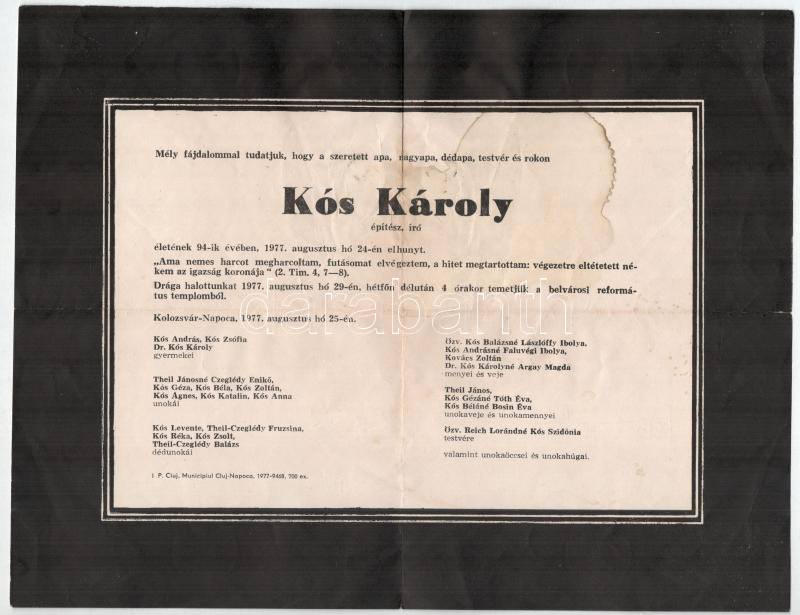 Mély fájdalommal tudatjuk, hogy a szeretett apa, nagyapa, dédapa, testvér és rokon
Kós Károly
építész, író
életének 94-ik évében, 1977. augusztus hó 24-én elhunyt.
„Ama nemes harcot megharcoltam, futásomat elvégeztem, a hitet megtartottam: végezetre eltétetett né-
kem az igazság koronája" (2. Tim. 4, 7—8).
Drága halottunkat 1977. augusztus hó 29-én, hétfőn délután 4 órakor temetjük a belvárosi reformá-
tus templomból.
Kolozsvár-Napoca, 1977. augusztus hó 25-én.
Kós András, Kós Zsófia
Dr. Kós Károly
gyermekei
Theil Jánosné Czeglédy Enikő,
Kós Géza, Kós Béla, Kós Zoltán,
Kós Ágnes, Kós Katalin, Kós Anna
unokái
Kós Levente, Theil-Czeglédy Fruzsina,
Kós Réka, Kós Zsolt,
Theil-Czeglédy Balázs
dédunokái
Özv. Kós Balázsné Lászlóffy Ibolya,
Kós Andrásné Faluvégi Ibolya,
Kovács Zoltán
Dr. Kós Károlyné Argay Magda
menyei és veje
Theil János,
Kós Gézáné Tóth Éva,
Kós Béláné Bosin Éva
unokaveje és unokamennyei
Özv. Reich Lorándné Kós Szidónia
testvére
valamint unokaöccsei és unokahúgai.
I P. Cluj, Municipiul Cluj-Napoca, 1977-9468, 700 ex.
darabanth